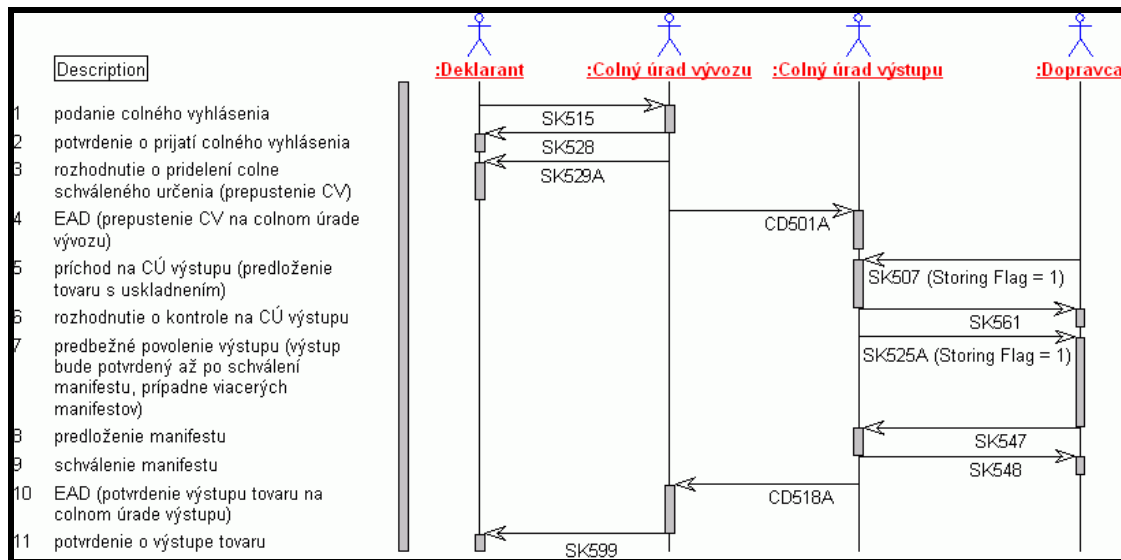 Description
:Deklarant
:Colný úrad vývozu
:Colný úrad výstupu
:Dopravca
1 podanie colného vyhlásenia
SK515
2 potvrdenie o prijatí colného vyhlásenia
SK528
3 rozhodnutie o pridelení colne
schváleného určenia (prepustenie CV)
SK529A
4 EAD (prepustenie CV na colnom úrade
vývozu)
CD501A
5 príchod na CÚ výstupu (predloženie
tovaru s uskladnením)
SK507 (Storing Flag = 1)
6 rozhodnutie o kontrole na CÚ výstupu
SK561
7 predbežné povolenie výstupu (výstup
bude potvrdený až po schválení
manifestu, prípadne viacerých
manifestov)
SK525A (Storing Flag = 1)
8 predloženie manifestu
SK547
9 schválenie manifestu
SK548
10 EAD (potvrdenie výstupu tovaru na
colnom úrade výstupu)
CD518A
11 potvrdenie o výstupe tovaru
SK599